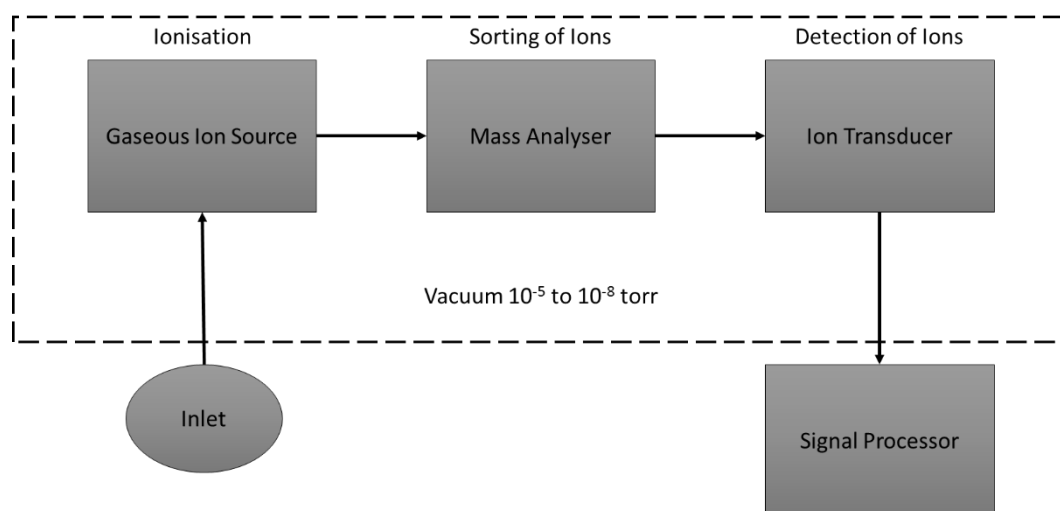 Ionisation
Sorting of Ions
Detection of Ions
Gaseous Ion Source
Mass Analyser
Ion Transducer
Vacuum 10⁻⁵ to 10⁻⁸ torr
Inlet
Signal Processor